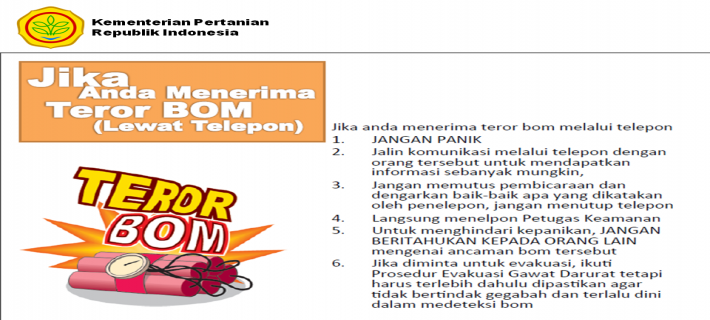 Kementerian Pertanian
Republik Indonesia
Jika
Anda Menerima
Teror BOM
(Lewat Telepon)
TEROR
BOM
Jika anda menerima teror bom melalui telepon
1. JANGAN PANIK
2. Jalin komunikasi melalui telepon dengan
orang tersebut untuk mendapatkan
informasi sebanyak mungkin,
3. Jangan memutus pembicaraan dan
dengarkan baik-baik apa yang dikatakan
oleh penelepon, jangan menutup telepon
4. Langsung menelpon Petugas Keamanan
5. Untuk menghindari kepanikan, JANGAN
BERITAHUKAN KEPADA ORANG LAIN
mengenai ancaman bom tersebut
6. Jika diminta untuk evakuasi, ikuti
Prosedur Evakuasi Gawat Darurat tetapi
harus terlebih dahulu dipastikan agar
tidak bertindak gegabah dan terlalu dini
dalam medeteksi bom